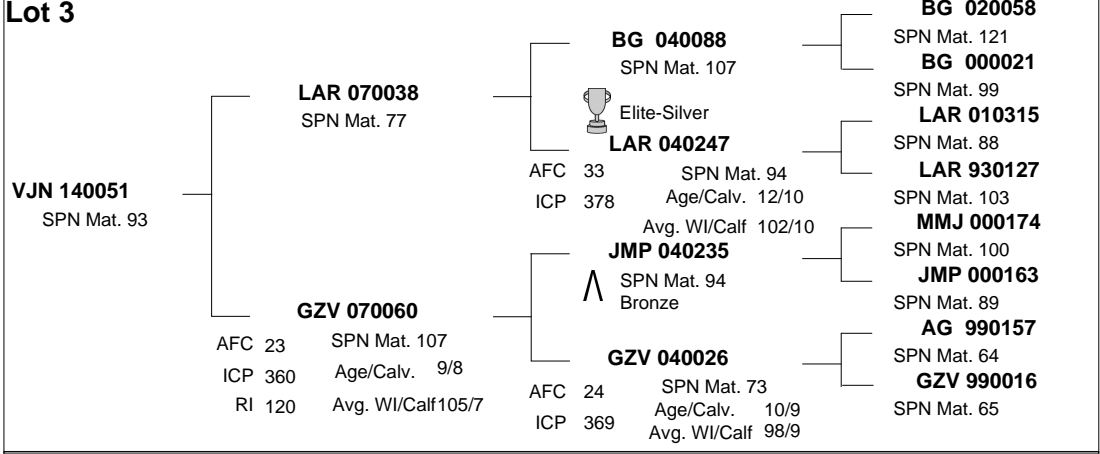 Lot 3
VJN 140051
SPN Mat. 93
LAR 070038
SPN Mat. 77
GZV 070060
AFC 23 SPN Mat. 107
ICP 360 Age/Calv. 9/8
RI 120 Avg. WI/Calf 105/7
BG 040088
SPN Mat. 107
Elite-Silver
LAR 040247
AFC 33 SPN Mat. 94
ICP 378 Age/Calv. 12/10
Avg. WI/Calf 102/10
JMP 040235
SPN Mat. 94
Bronze
GZV 040026
AFC 24 SPN Mat. 73
ICP 369 Age/Calv. 10/9
Avg. WI/Calf 98/9
BG 020058
SPN Mat. 121
BG 000021
SPN Mat. 99
LAR 010315
SPN Mat. 88
LAR 930127
SPN Mat. 103
MMJ 000174
SPN Mat. 100
JMP 000163
SPN Mat. 89
AG 990157
SPN Mat. 64
GZV 990016
SPN Mat. 65